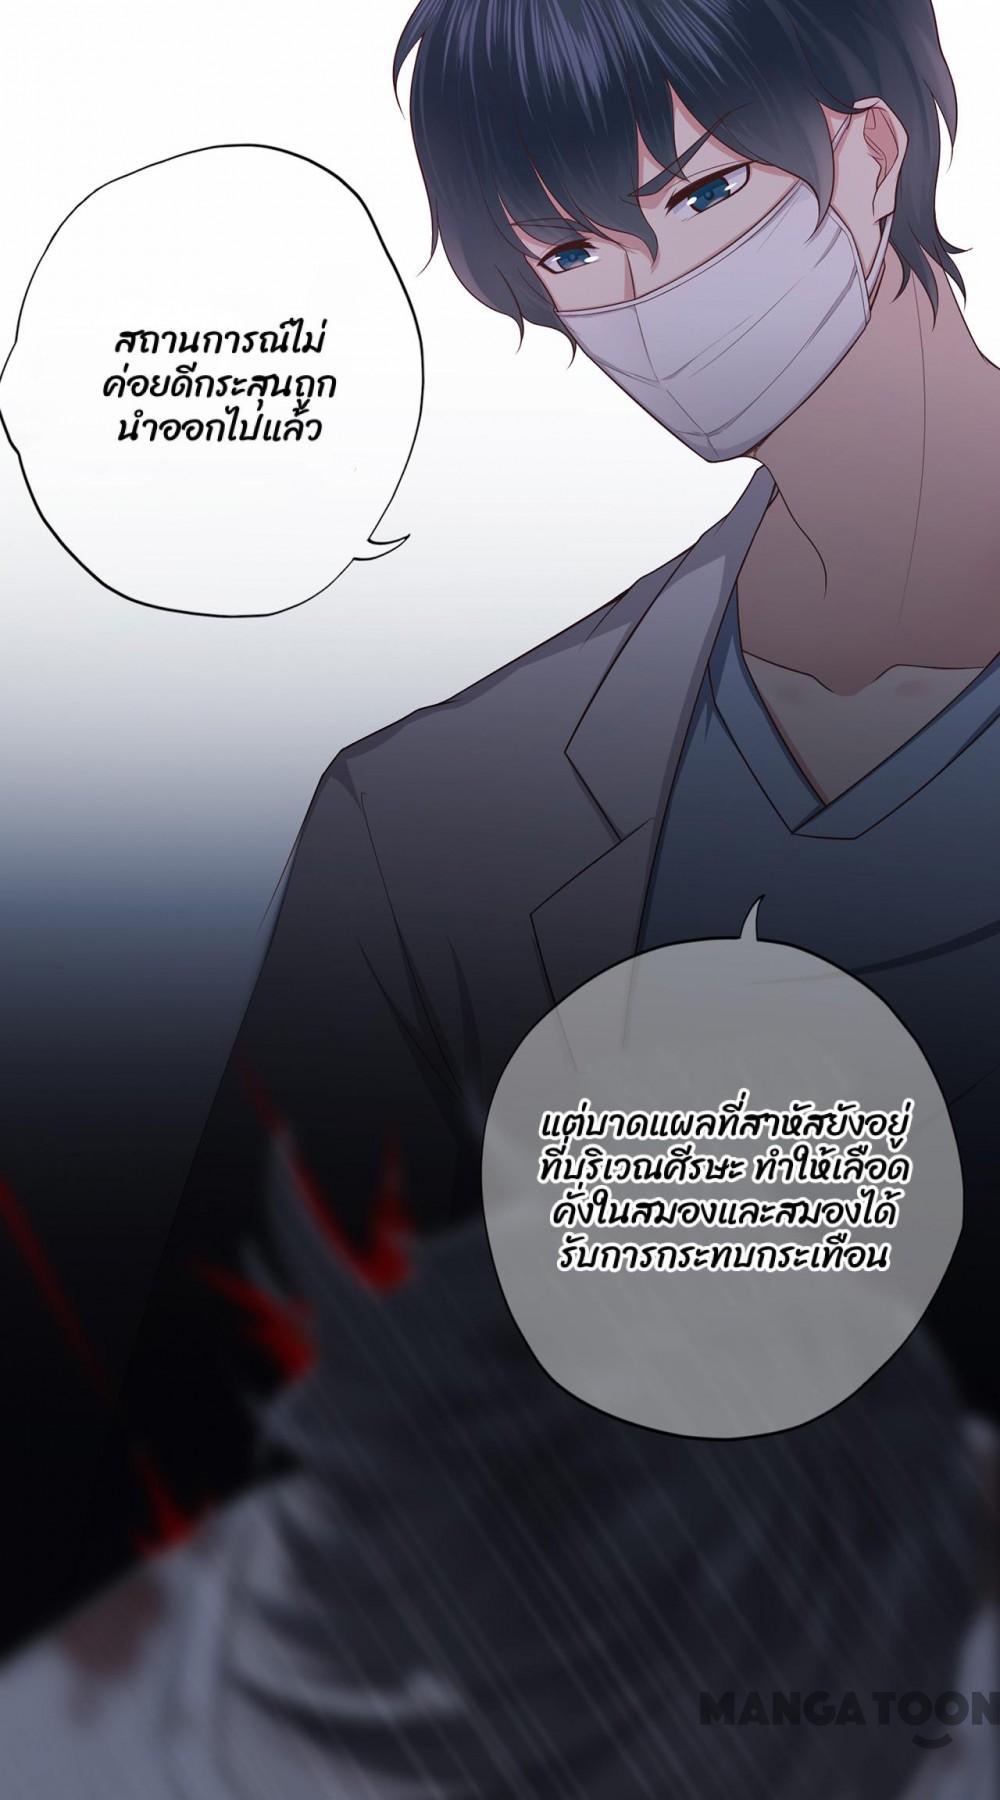 สถานการณ์ไม่
ค่อยดีกระสุนถูก
นำออกไปแล้ว
แต่บาดแผลที่สาหัสยังอยู่
ที่บริเวณศีรษะ ทำให้เลือด
คั่งในสมองและสมองได้
รับการกระทบกระเทือน
MANGA TOON